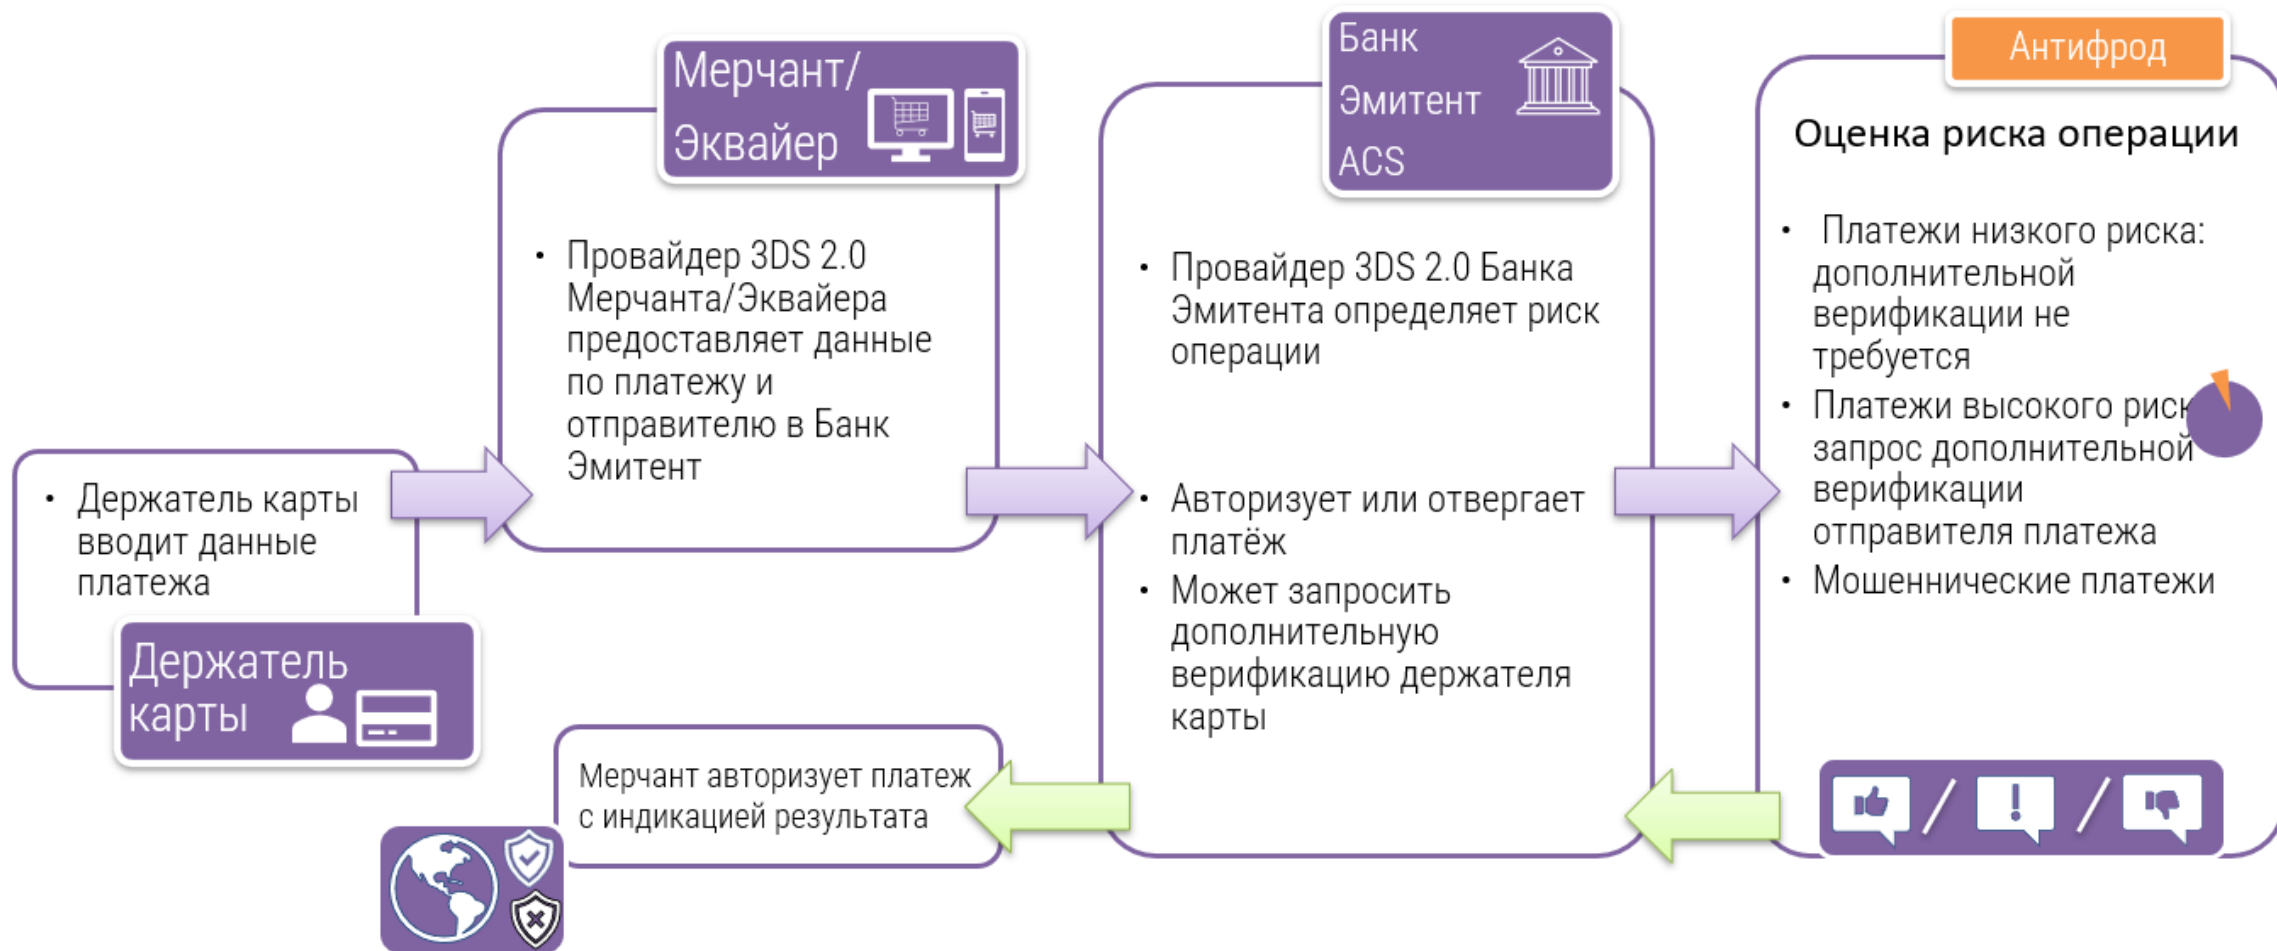 • Держатель карты
вводит данные
платежа
Держатель
карты
Мерчант/
Эквайер
• Провайдер 3DS 2.0
Мерчанта/Эквайера
предоставляет данные
по платежу и
отправителю в Банк
Эмитент
Банк
Эмитент
ACS
• Провайдер 3DS 2.0 Банка
Эмитента определяет риск
операции
• Авторизует или отвергает
платёж
• Может запросить
дополнительную
верификацию держателя
карты
Антифрод
Оценка риска операции
• Платежи низкого риска:
дополнительной
верификации не
требуется
• Платежи высокого
запрос дополнительной
верификации
отправителя платежа
• Мошеннические платежи
Мерчант авторизует платеж
с индикацией результата